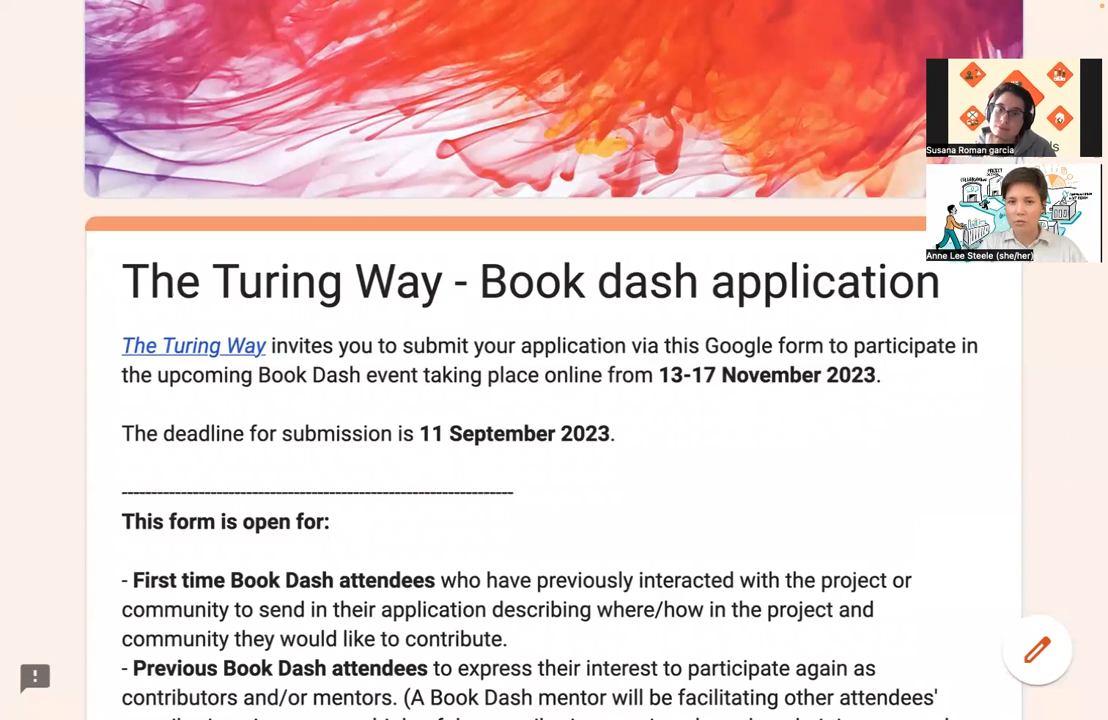 Susana Roman garcia
Anne Lee Steele (she/her)
The Turing Way - Book dash application
The Turing Way invites you to submit your application via this Google form to participate in
the upcoming Book Dash event taking place online from 13-17 November 2023.
The deadline for submission is 11 September 2023.
------------------------------------------------------------------
This form is open for:
- First time Book Dash attendees who have previously interacted with the project or
community to send in their application describing where/how in the project and
community they would like to contribute.
- Previous Book Dash attendees to express their interest to participate again as
contributors and/or mentors. (A Book Dash mentor will be facilitating other attendees'